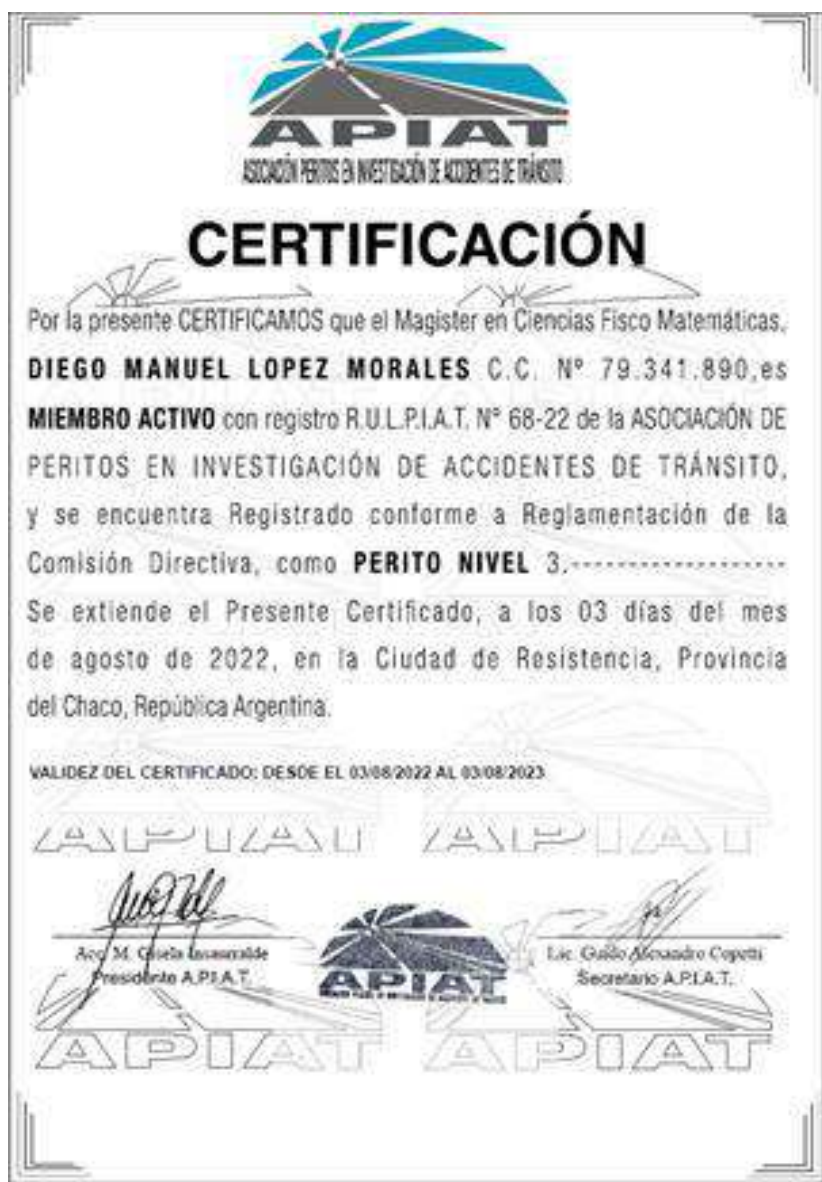 APIAT
ASOCIACIÓN PERITOS EN INVESTIGACIÓN DE ACCIDENTES DE TRÁNSITO
CERTIFICACIÓN
Por la presente CERTIFICAMOS que el Magister en Ciencias Fisco Matemáticas,
DIEGO MANUEL LOPEZ MORALES C.C. Nº 79.341.890,es
MIEMBRO ACTIVO con registro R.U.L.P.I.A.T. Nº 68-22 de la ASOCIACIÓN DE
PERITOS EN INVESTIGACIÓN DE ACCIDENTES DE TRÁNSITO,
y se encuentra Registrado conforme a Reglamentación de la
Comisión Directiva, como PERITO NIVEL 3.-------------------
Se extiende el Presente Certificado, a los 03 días del mes
de agosto de 2022, en la Ciudad de Resistencia, Provincia
del Chaco, República Argentina.
VALIDEZ DEL CERTIFICADO: DESDE EL 03/08/2022 AL 03/08/2023
APIAT APIAT
M. Gisela Insaurralde
Presidente A.P.I.A.T.
APIAT
Lic. Guido Alexandro Copetti
Secretario A.P.I.A.T.
APIAT APIAT